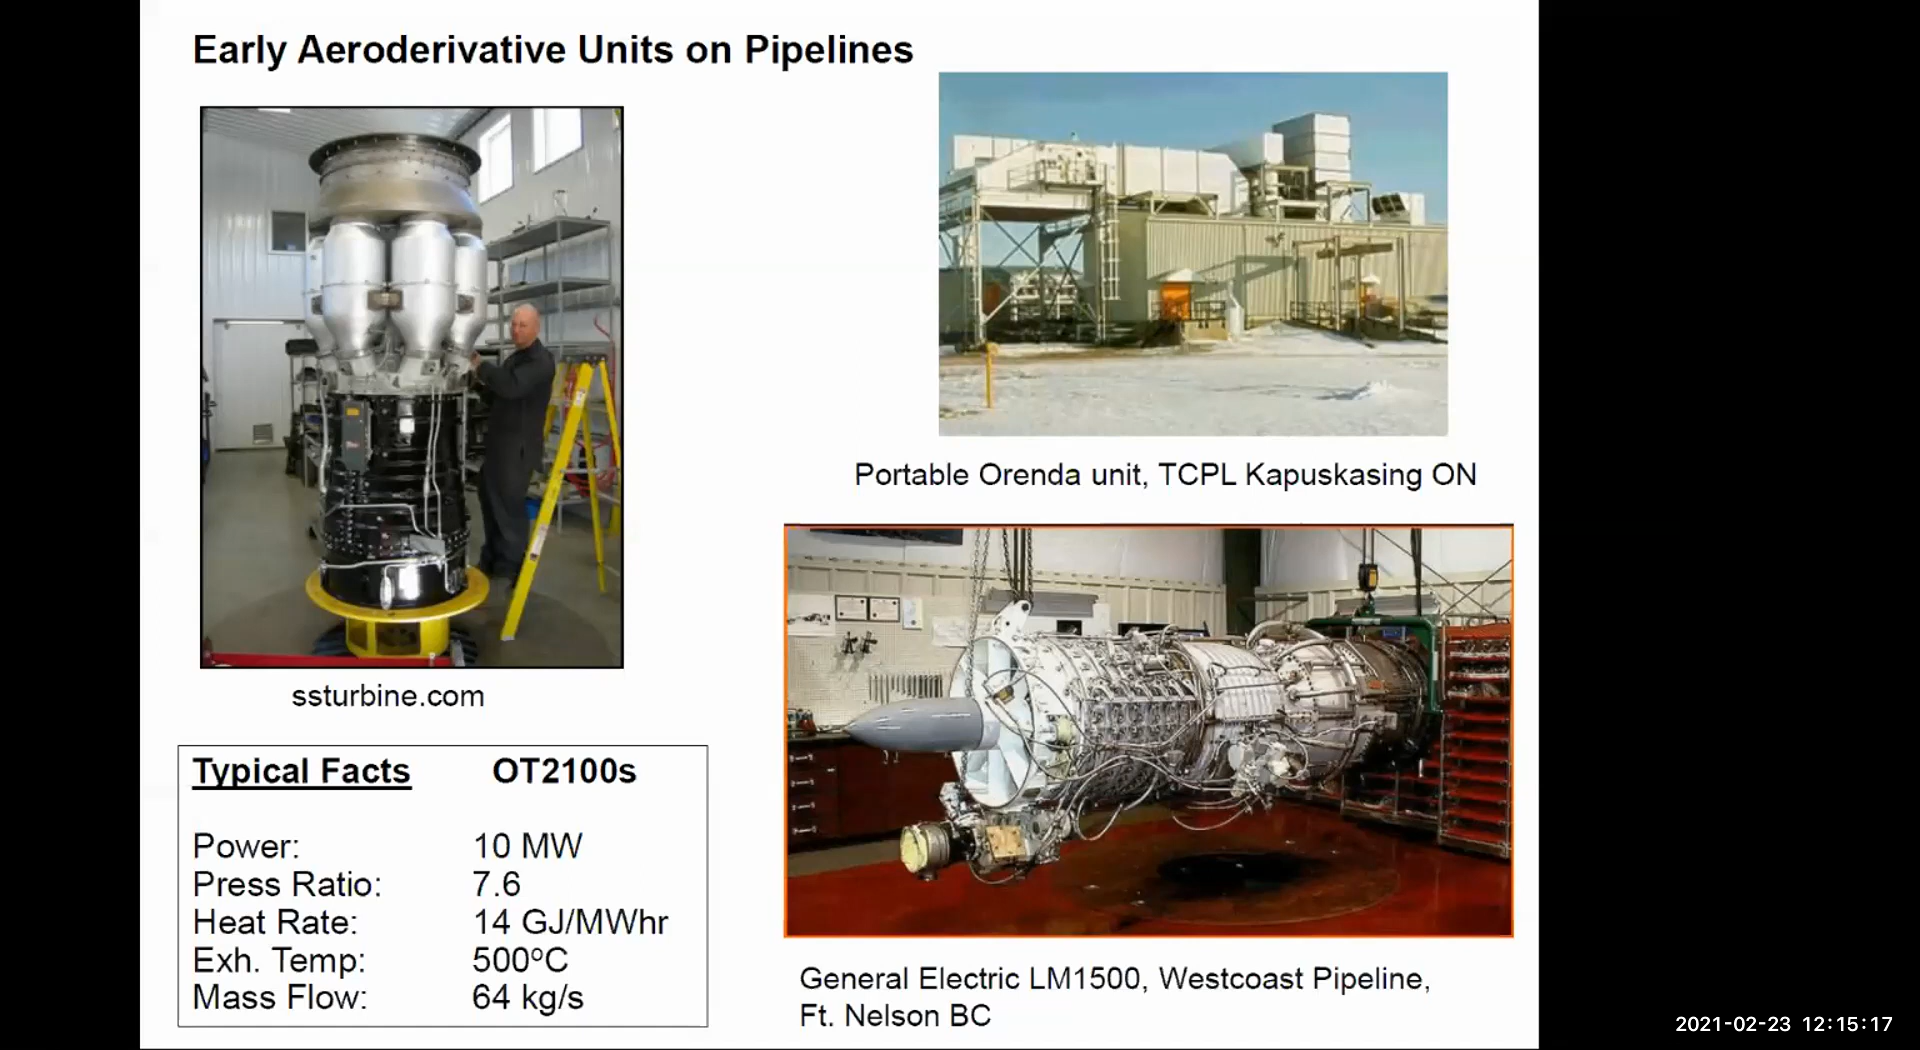 Early Aeroderivative Units on Pipelines
Portable Orenda unit, TCPL Kapuskasing ON
ssturbine.com
Typical Facts OT2100s
Power: 10 MW
Press Ratio: 7.6
Heat Rate: 14 GJ/MWhr
Exh. Temp: 500°C
Mass Flow: 64 kg/s
General Electric LM1500, Westcoast Pipeline,
Ft. Nelson BC
2021-02-23 12:15:17